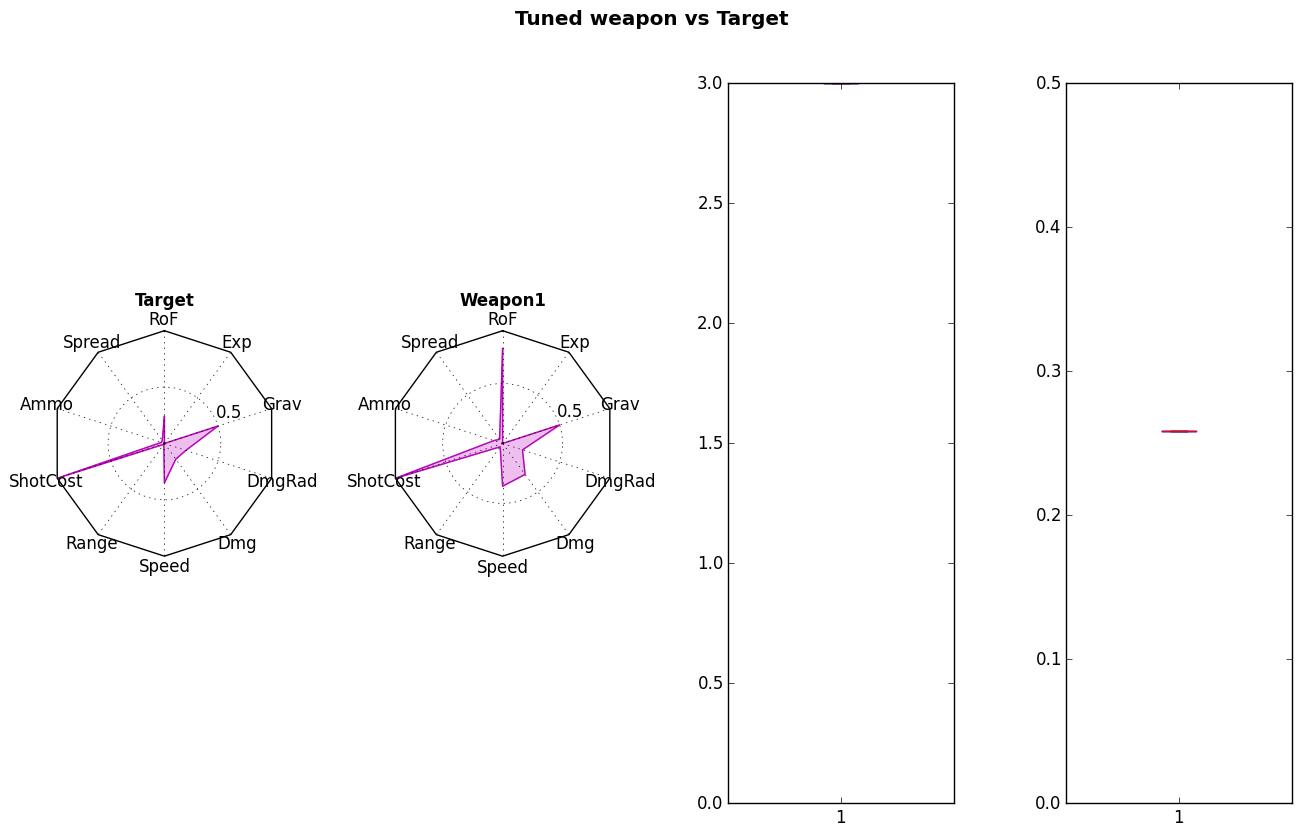 Tuned weapon vs Target
Target
RoF
Exp
Spread
Grav
Ammo
0.5
ShotCost
DmgRad
Range
Dmg
Speed
Weapon1
RoF
Exp
Spread
Grav
Ammo
0.5
ShotCost
DmgRad
Range
Dmg
Speed
3.0
2.5
2.0
1.5
1.0
0.5
0.0
1
0.5
0.4
0.3
0.2
0.1
0.0
1